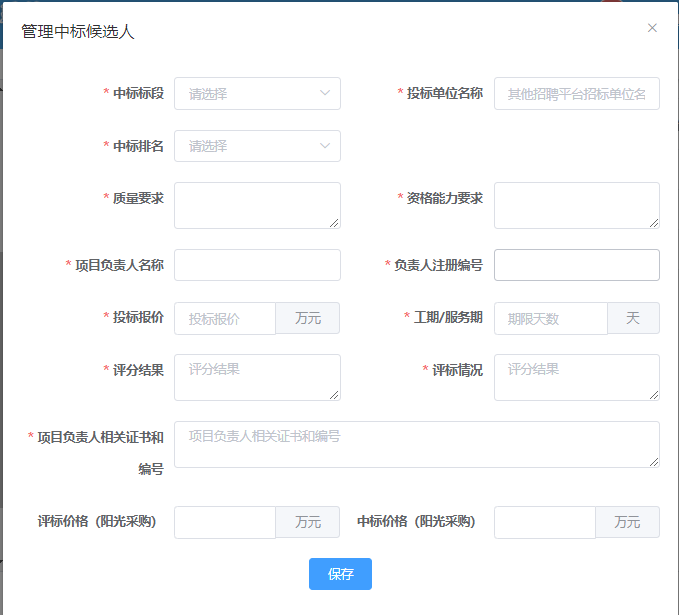 管理中标候选人
* 中标标段 请选择 * 投标单位名称 其他招聘平台招标单位名
* 中标排名 请选择
* 质量要求 * 资格能力要求
* 项目负责人名称 * 负责人注册编号
* 投标报价 投标报价 万元 * 工期/服务期 期限天数 天
* 评分结果 评分结果 * 评标情况 评分结果
* 项目负责人相关证书和 项目负责人相关证书和编号
编号
评标价格（阳光采购） 万元 中标价格（阳光采购） 万元
保存